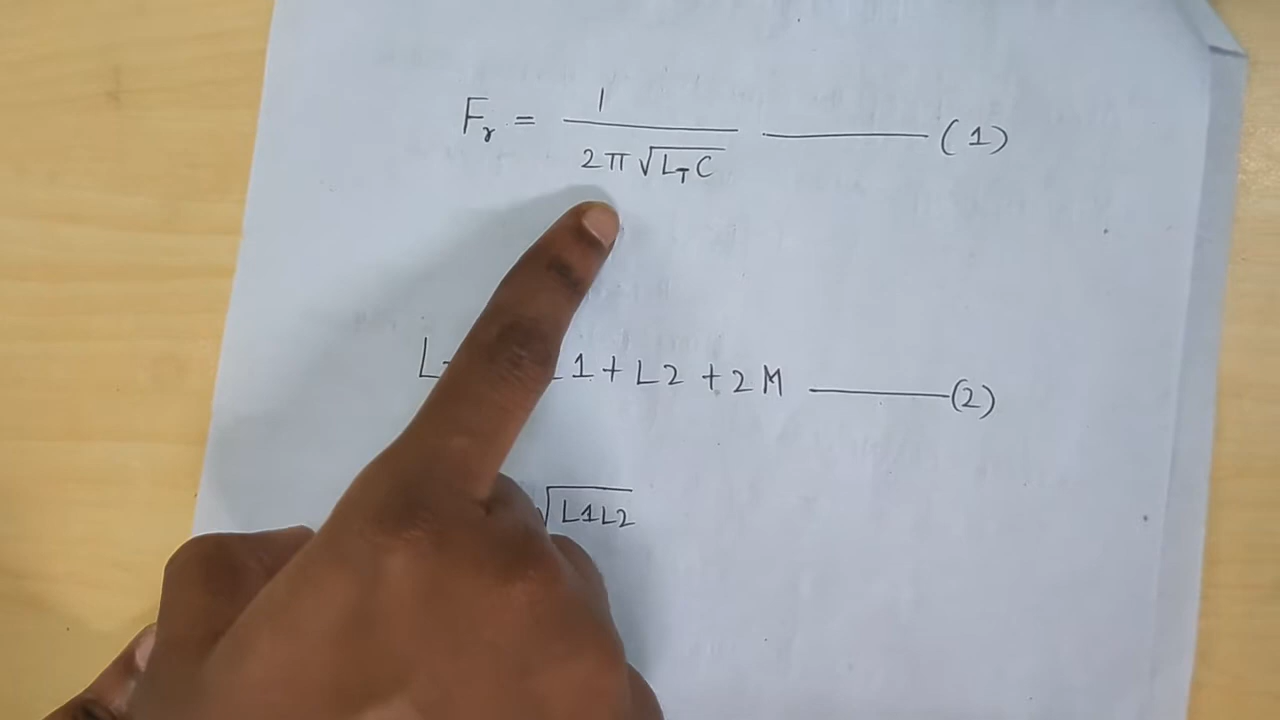 Fr = 1 / 2π√LTC ——— (1)
L 1 + L2 + 2M ——— (2)
√L1L2